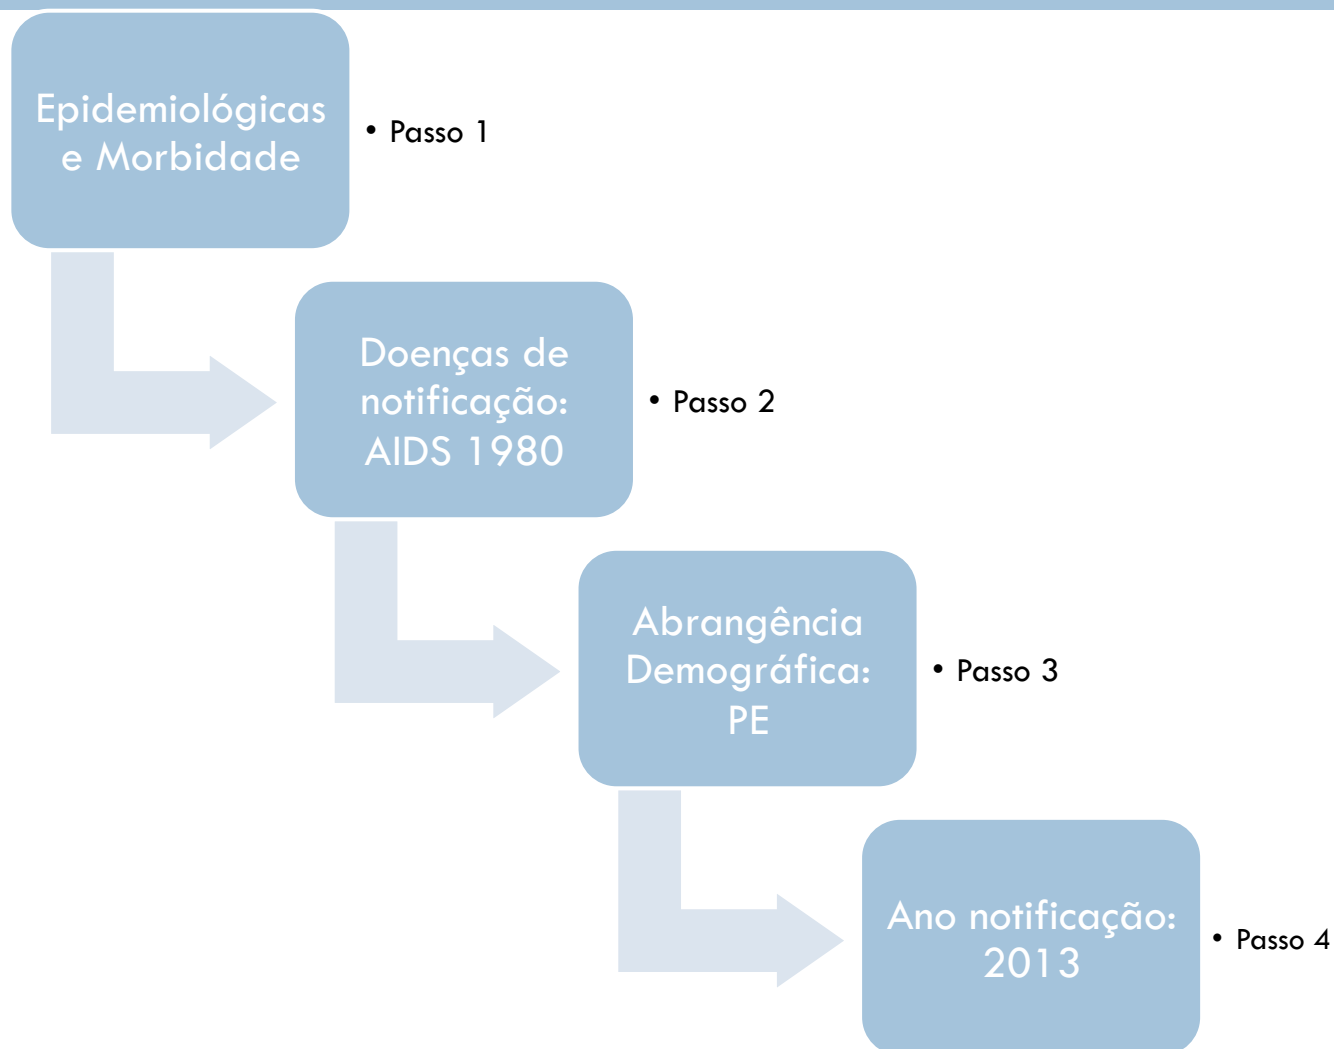 Epidemiológicas
e Morbidade
• Passo 1
Doenças de
notificação:
AIDS 1980
• Passo 2
Abrangência
Demográfica:
PE
• Passo 3
Ano notificação:
2013
• Passo 4